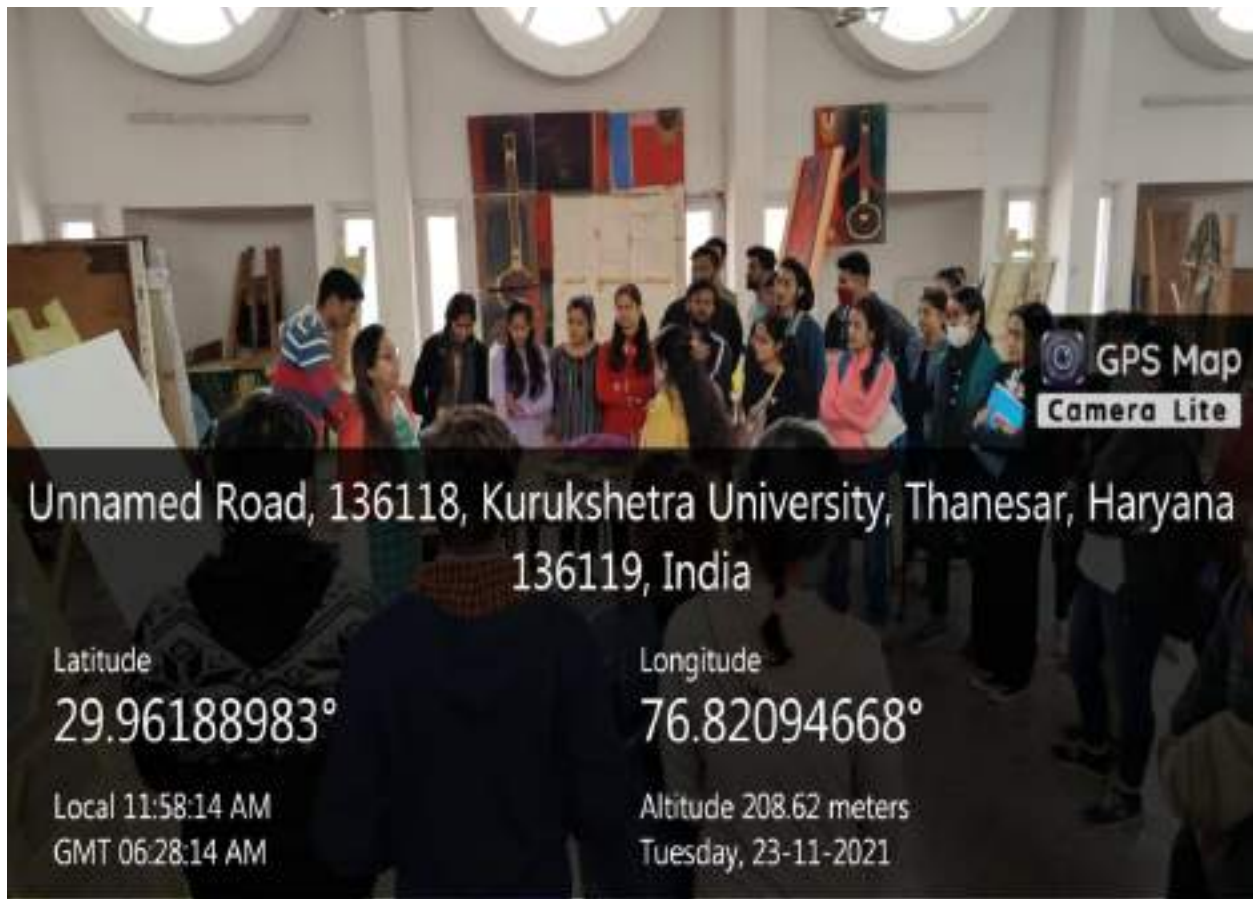 GPS Map
Camera Lite
Unnamed Road, 136118, Kurukshetra University, Thanesar, Haryana
136119, India
Latitude
29.96188983°
Longitude
76.82094668°
Local 11:58:14 AM
GMT 06:28:14 AM
Altitude 208.62 meters
Tuesday, 23-11-2021